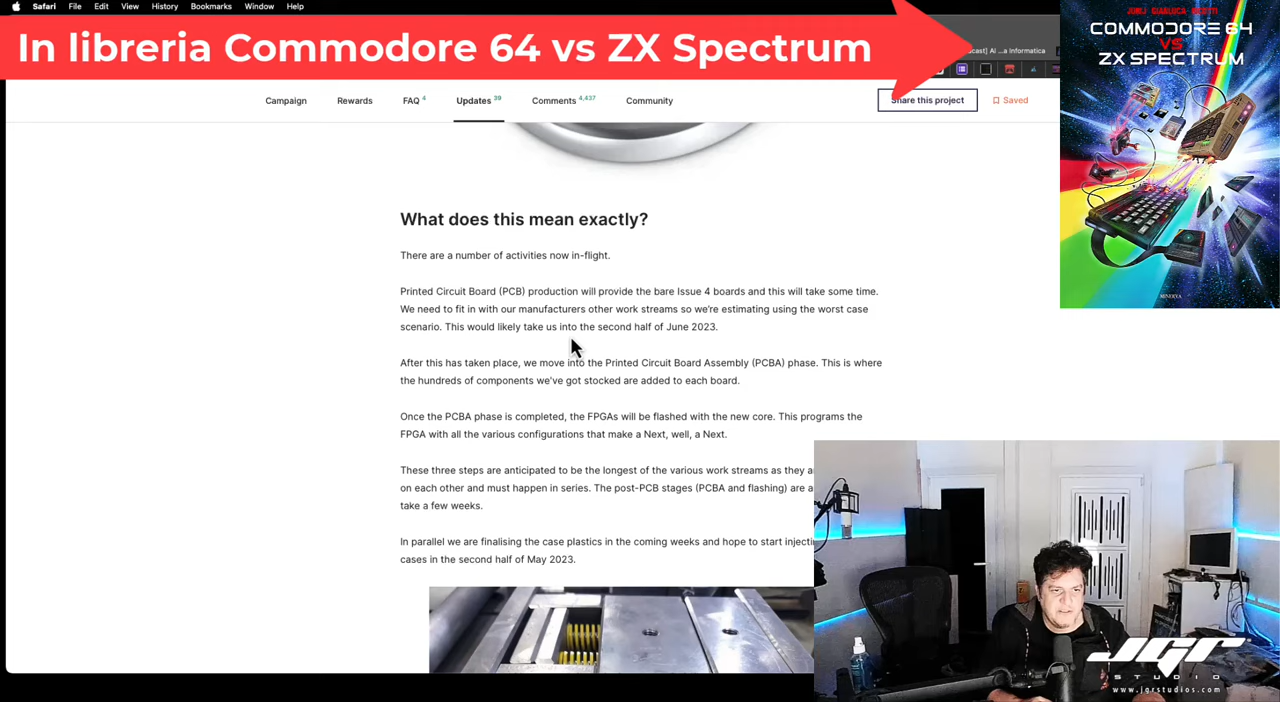 Safari File Edit View History Bookmarks Window Help
In libreria Commodore 64 vs ZX Spectrum
cast] AI ...a Informatica
COMMODORE 64
VS
ZX SPECTRUM
MINERVA
Campaign Rewards FAQ 4 Updates 39 Comments 4,437 Community
Share this project
Saved
What does this mean exactly?
There are a number of activities now in-flight.
Printed Circuit Board (PCB) production will provide the bare Issue 4 boards and this will take some time.
We need to fit in with our manufacturers other work streams so we're estimating using the worst case
scenario. This would likely take us into the second half of June 2023.
After this has taken place, we move into the Printed Circuit Board Assembly (PCBA) phase. This is where
the hundreds of components we've got stocked are added to each board.
Once the PCBA phase is completed, the FPGAs will be flashed with the new core. This programs the
FPGA with all the various configurations that make a Next, well, a Next.
These three steps are anticipated to be the longest of the various work streams as they a
on each other and must happen in series. The post-PCB stages (PCBA and flashing) are a
take a few weeks.
In parallel we are finalising the case plastics in the coming weeks and hope to start injecti
cases in the second half of May 2023.
JGR
STUDIO
www.jgrstudios.com